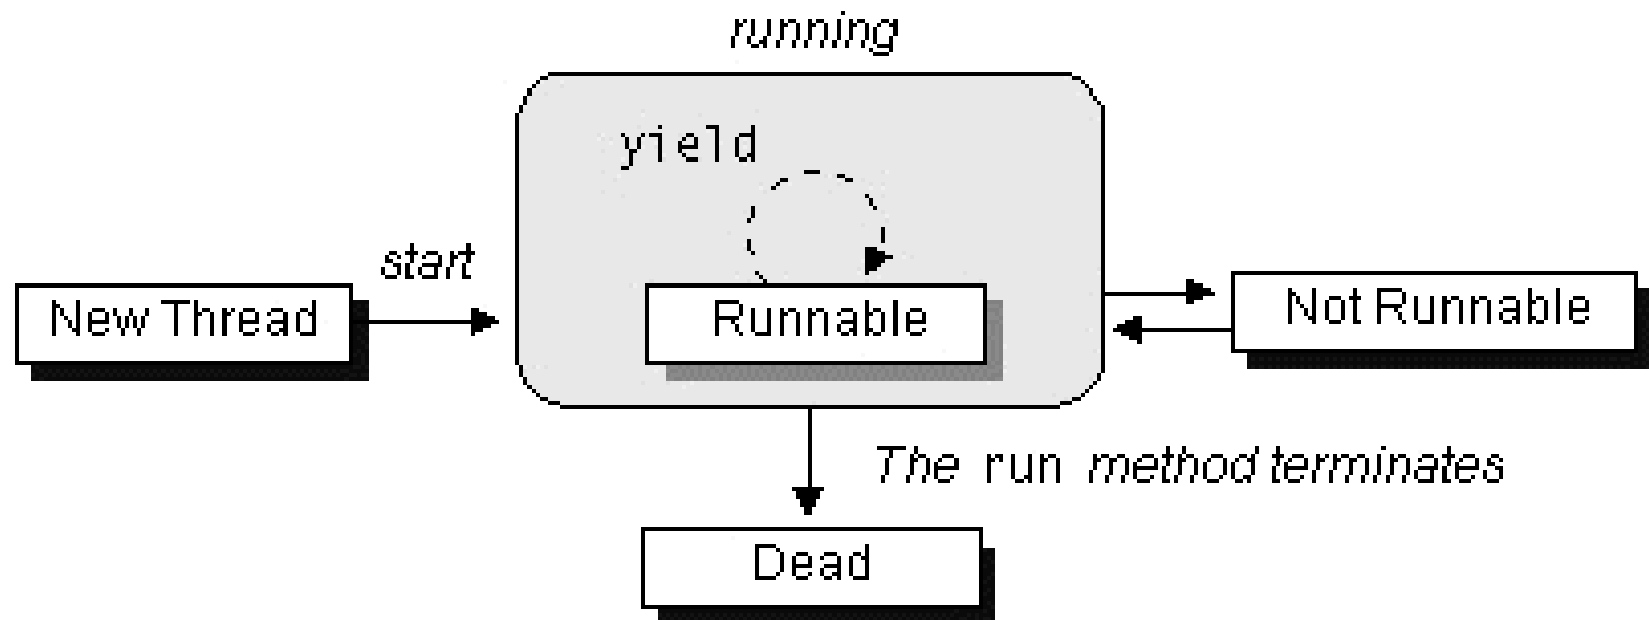 running
yield
start
New Thread
Runnable
Not Runnable
The run method terminates
Dead